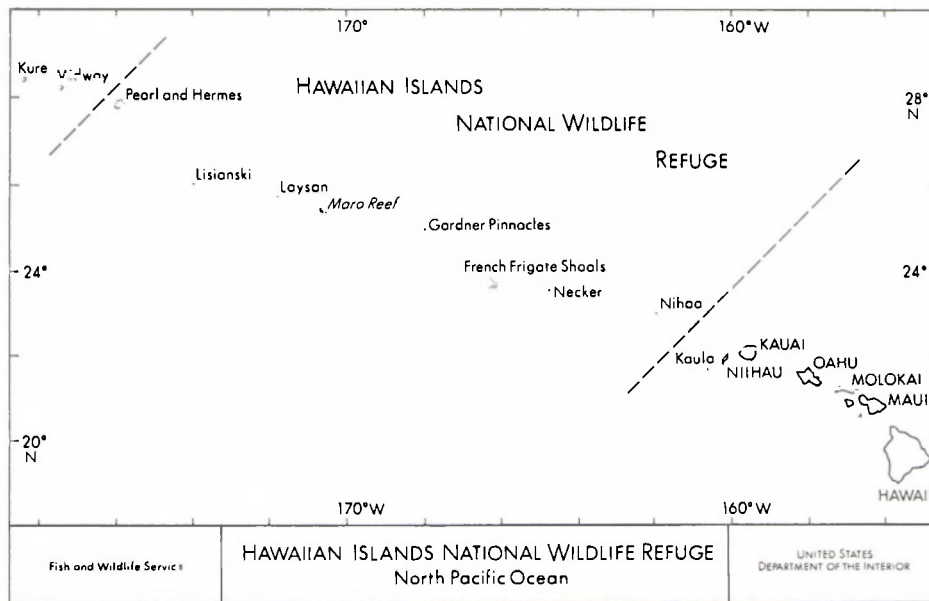 170°
160°W
Kure
Midway
Pearl and Hermes
HAWAIIAN ISLANDS
NATIONAL WILDLIFE
REFUGE
28°
N
Lisianski
Laysan
Maro Reef
Gardner Pinnacles
24°
French Frigate Shoals
24°
Necker
Nihoa
Kaula
NIIHAU
KAUAI
OAHU
MOLOKAI
MAUI
20°
N
HAWAI
170°W
160°W
Fish and Wildlife Service
HAWAIIAN ISLANDS NATIONAL WILDLIFE REFUGE
North Pacific Ocean
UNITED STATES
DEPARTMENT OF THE INTERIOR